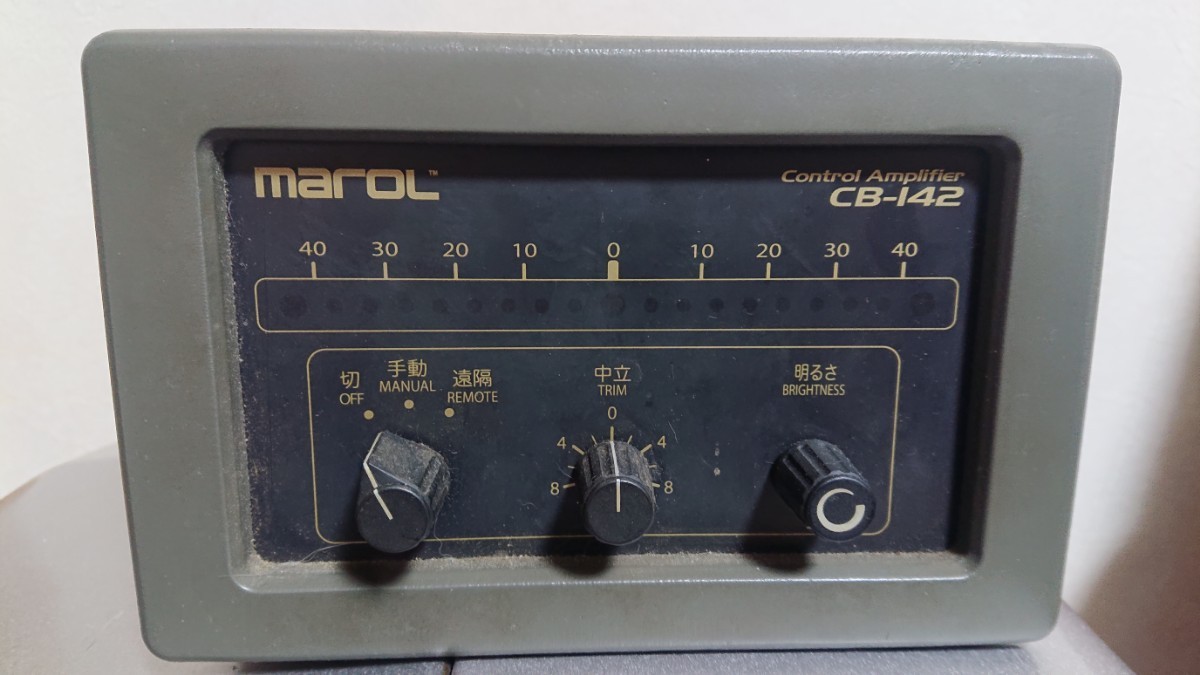 marol™
Control Amplifier
CB-142
40 30 20 10 0 10 20 30 40
切
OFF
手動
MANUAL
遠隔
REMOTE
中立
TRIM
0
4 4
8 8
明るさ
BRIGHTNESS